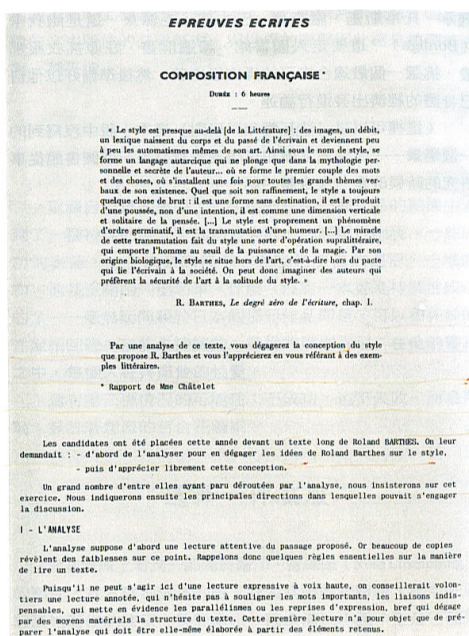 EPREUVES ECRITES
COMPOSITION FRANÇAISE*
Durée : 6 heures
« Le style est presque au-delà [de la Littérature] : des images, un débit,
un lexique naissent du corps et du passé de l'écrivain et deviennent peu
à peu les automatismes mêmes de son art. Ainsi sous le nom de style, se
forme un langage autarcique qui ne plonge que dans la mythologie per-
sonnelle et secrète de l'auteur... où se forme le premier couple des mots
et des choses, où s'installent une fois pour toutes les grands thèmes ver-
baux de son existence. Quel que soit son raffinement, le style a toujours
quelque chose de brut : il est une forme sans destination, il est le produit
d'une poussée, non d'une intention, il est comme une dimension verticale
et solitaire de la pensée. [...] Le style est proprement un phénomène
d'ordre germinatif, il est la transmutation d'une humeur. [...] Le miracle
de cette transmutation fait du style une sorte d'opération supralittéraire,
qui emporte l'homme au seuil de la puissance et de la magie. Par son
origine biologique, le style se situe hors de l'art, c'est-à-dire hors du pacte
qui lie l'écrivain à la société. On peut donc imaginer des auteurs qui
préfèrent la sécurité de l'art à la solitude du style. »
R. BARTHES, Le degré zéro de l'écriture, chap. I.
Par une analyse de ce texte, vous dégagerez la conception du style
que propose R. Barthes et vous l'apprécierez en vous référant à des exem-
ples littéraires.
* Rapport de Mme Châtelet
Les candidates ont été placées cette année devant un texte long de Roland BARTHES. On leur
demandait : - d'abord de l'analyser pour en dégager les idées de Roland Barthes sur le style,
- puis d'apprécier librement cette conception.
Un grand nombre d'entre elles ayant paru déroutées par l'analyse, nous insisterons sur cet
exercice. Nous indiquerons ensuite les principales directions dans lesquelles pouvait s'engager
la discussion.
I - L'ANALYSE
L'analyse suppose d'abord une lecture attentive du passage proposé. Or beaucoup de copies
révèlent des faiblesses sur ce point. Rappelons donc quelques règles essentielles sur la manière
de lire un texte.
Puisqu'il ne peut s'agir ici d'une lecture expressive à voix haute, on conseillerait volon-
tiers une lecture annotée, qui n'hésite pas à souligner les mots importants, les liaisons indis-
pensables, qui mette en évidence les parallélismes ou les reprises d'expression, bref qui dégage
par des moyens matériels la structure du texte. Cette première lecture n'a pour objet que de pré-
parer l'analyse qui doit être elle-même élaborée à partir des éléments retenus.